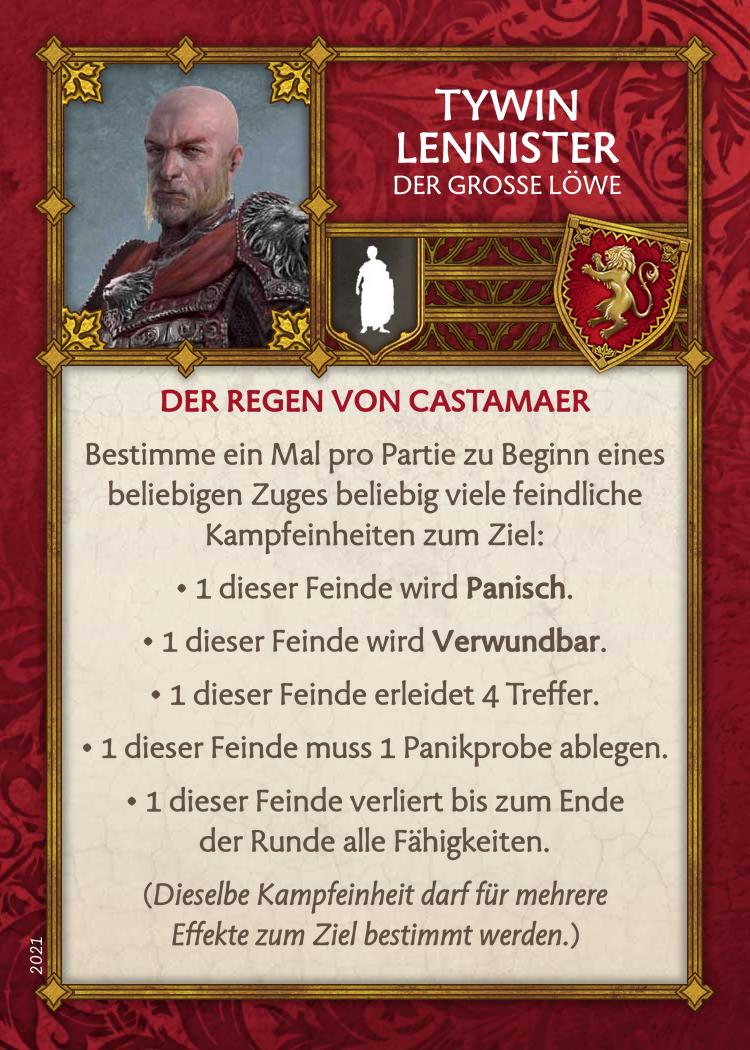 TYWIN
LENNISTER
DER GROSSE LÖWE
DER REGEN VON CASTAMAER
Bestimme ein Mal pro Partie zu Beginn eines
beliebigen Zuges beliebig viele feindliche
Kampfeinheiten zum Ziel:
• 1 dieser Feinde wird Panisch.
• 1 dieser Feinde wird Verwundbar.
• 1 dieser Feinde erleidet 4 Treffer.
• 1 dieser Feinde muss 1 Panikprobe ablegen.
• 1 dieser Feinde verliert bis zum Ende
der Runde alle Fähigkeiten.
(Dieselbe Kampfeinheit darf für mehrere
Effekte zum Ziel bestimmt werden.)
2021